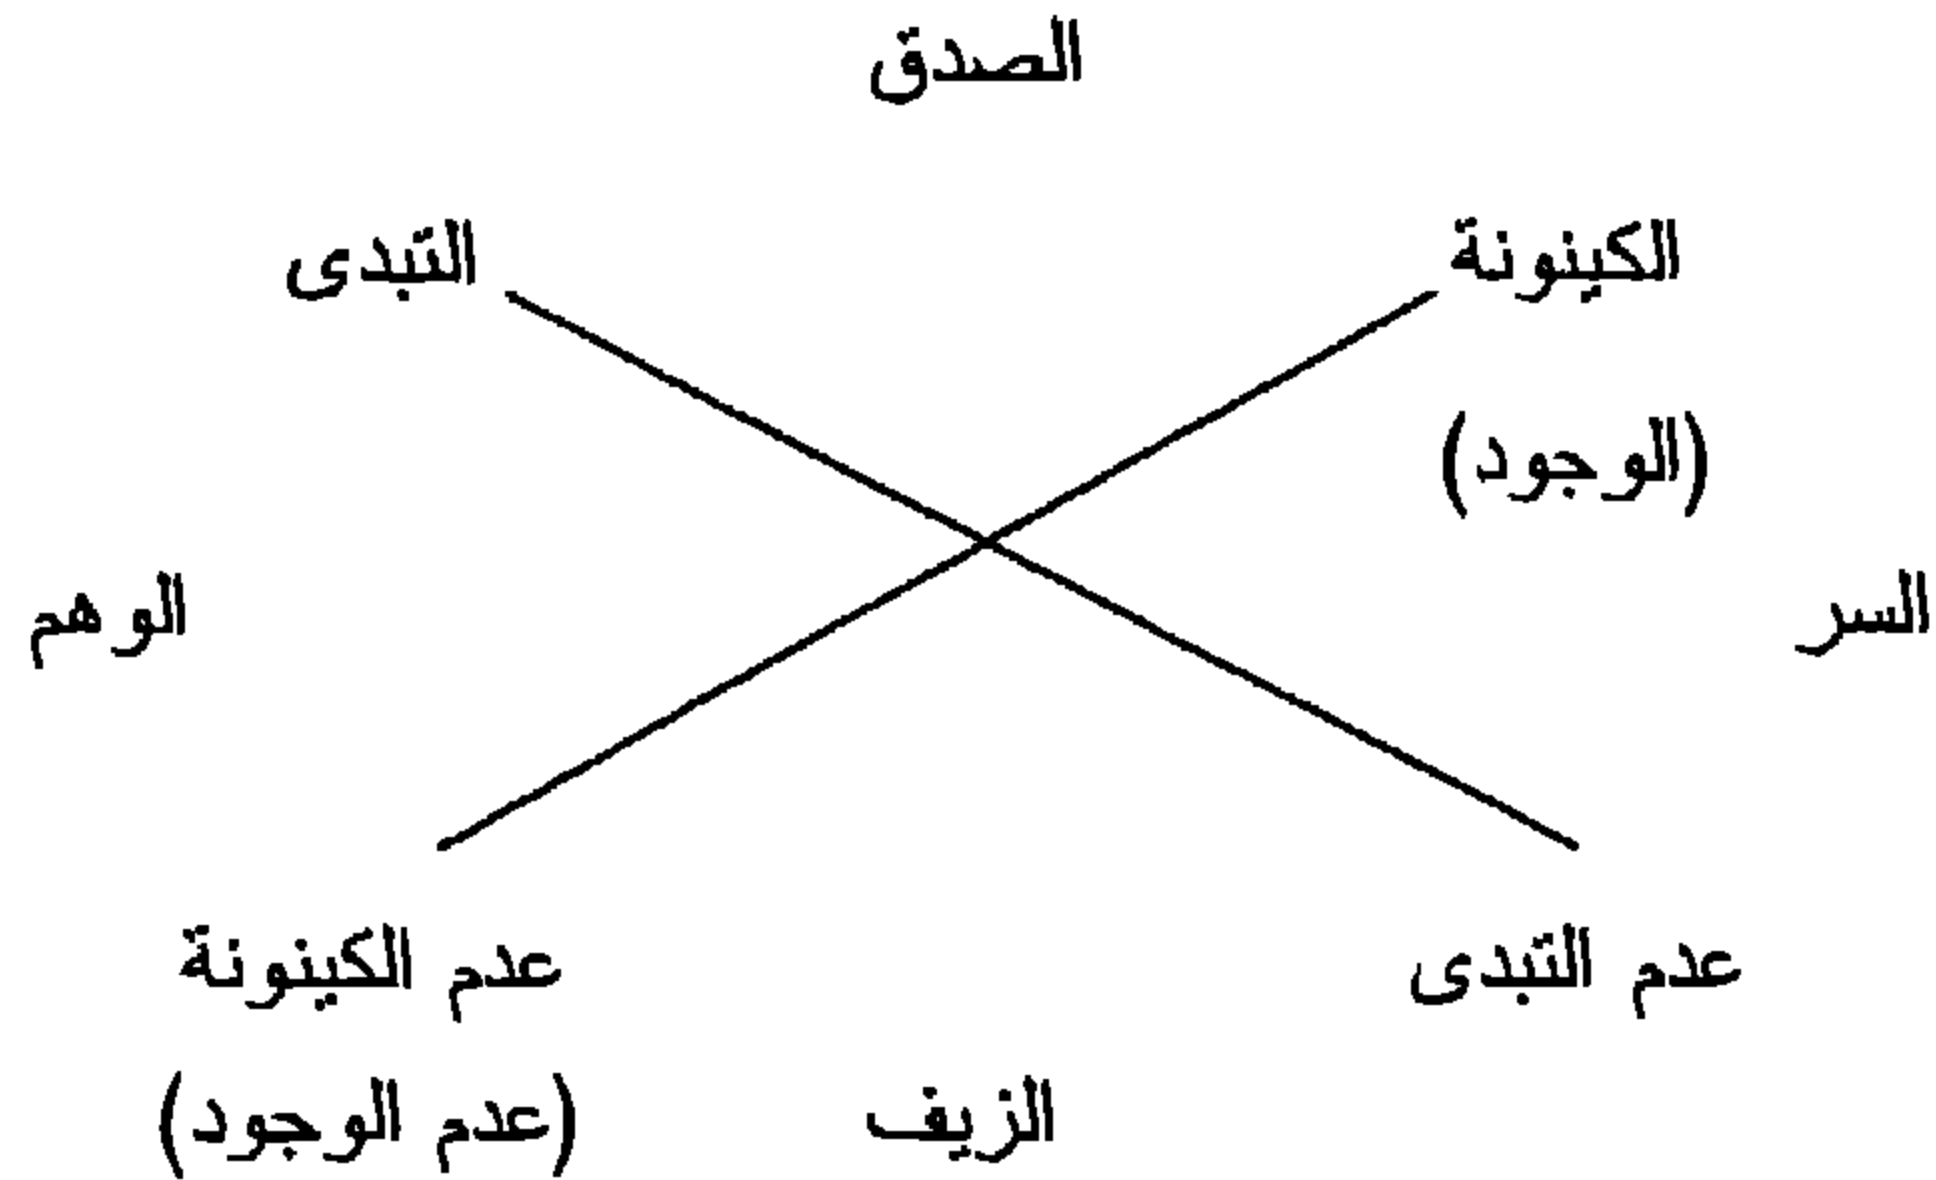 الصدق
الكينونة
التبدى
(الوجود)
السر
الوهم
عدم التبدى
عدم الكينونة
الزيف
(عدم الوجود)